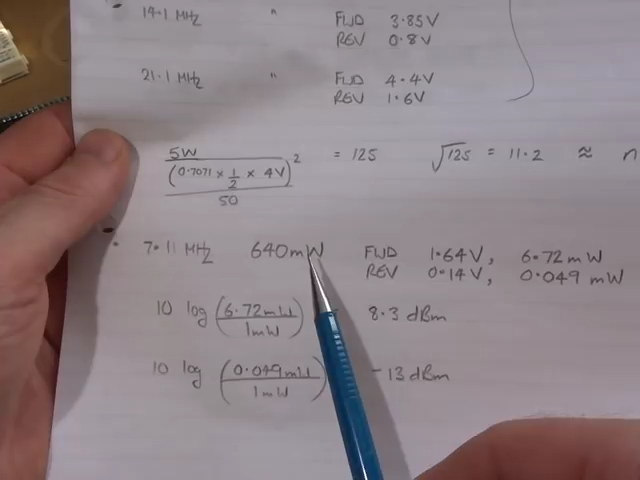 14.1 MHz " FWD 3.85V
REV 0.8V
21.1 MHz " FWD 4.4V
REV 1.6V
5W
(0.7071 × 1/2 × 4V)² = 125 √125 = 11.2 ≈ n
50
7.11 MHz 640mW FWD 1.64V, 6.72mW
REV 0.14V, 0.049 mW
10 log (6.72mW / 1mW) 8.3 dBm
10 log (0.049mW / 1mW) -13 dBm